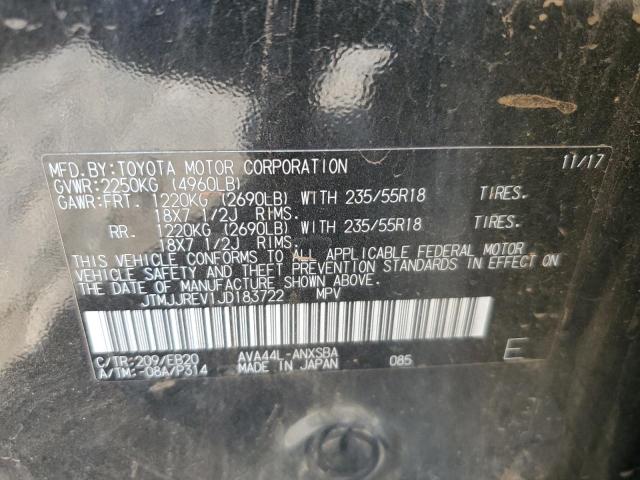 MFD.BY:TOYOTA MOTOR CORPORATION 11/17
GVWR:2250KG (4960LB)
GAWR:FRT. 1220KG (2690LB) WITH 235/55R18 TIRES.
18X7 1/2J RIMS.
RR. 1220KG (2690LB) WITH 235/55R18 TIRES.
18X7 1/2J RIMS.
THIS VEHICLE CONFORMS TO ALL APPLICABLE FEDERAL MOTOR
VEHICLE SAFETY AND THEFT PREVENTION STANDARDS IN EFFECT ON
THE DATE OF MANUFACTURE SHOWN ABOVE.
JTMJJREV1JD183722 MPV
C/TR:209/EB20 AVA44L-ANXSBA 085 E
A/TM:-08A/P314 MADE IN JAPAN